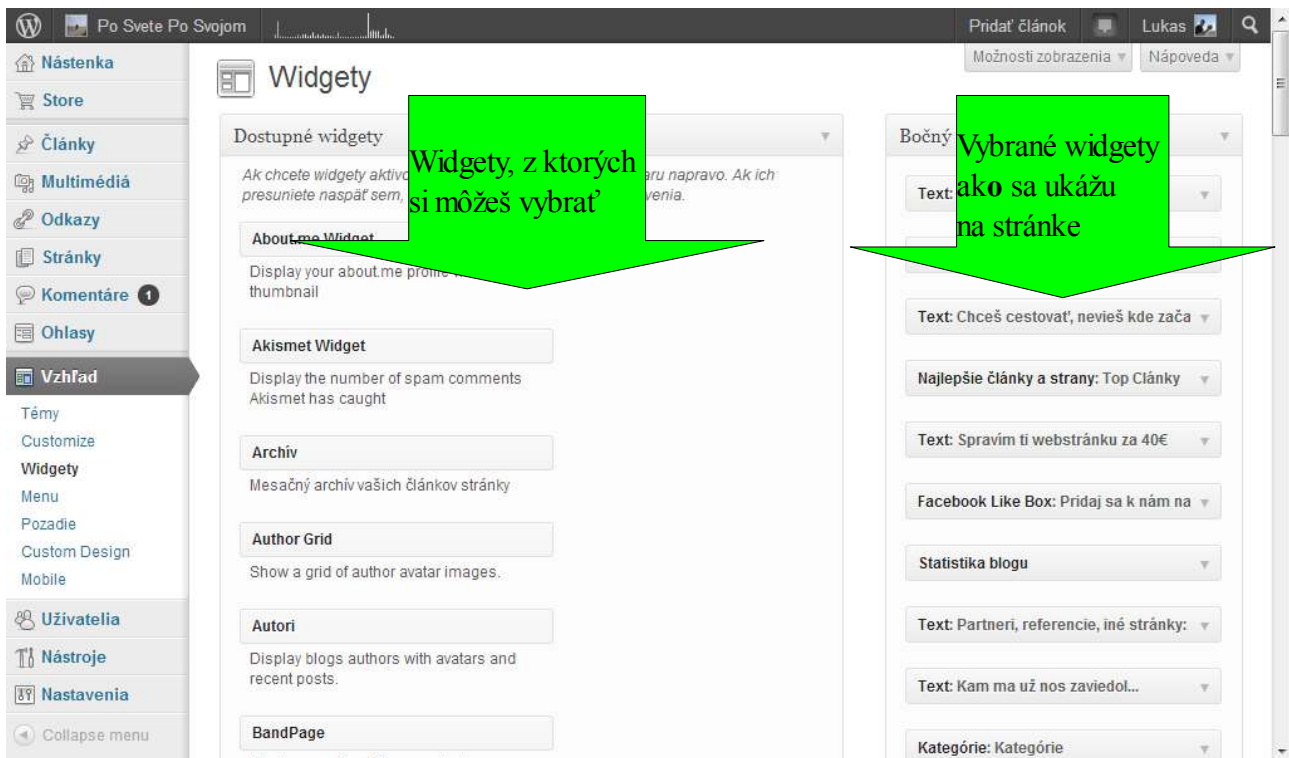 Po Svete Po Svojom
Pridať článok
Lukas
Možnosti zobrazenia
Nápoveda
Nástenka
Store
Články
Multimédiá
Odkazy
Stránky
Komentáre 1
Ohlasy
Vzhľad
Témy
Customize
Widgety
Menu
Pozadie
Custom Design
Mobile
Užívatelia
Nástroje
Nastavenia
Collapse menu
Widgety
Dostupné widgety
Ak chcete widgety aktivo
aru napravo. Ak ich
presuniete naspäť sem,
venia.
Widgety, z ktorých
si môžeš vybrať
About.me Widget
Display your about.me profile
thumbnail
Akismet Widget
Display the number of spam comments
Akismet has caught
Archív
Mesačný archív vašich článkov stránky
Author Grid
Show a grid of author avatar images.
Autori
Display blogs authors with avatars and
recent posts.
BandPage
Bočný
Vybrané widgety
ako sa ukážu
na stránke
Text:
Text: Chceš cestovať, nevieš kde zača
Najlepšie články a strany: Top Články
Text: Spravím ti webstránku za 40€
Facebook Like Box: Pridaj sa k nám na
Statistika blogu
Text: Partneri, referencie, iné stránky:
Text: Kam ma už nos zaviedol...
Kategórie: Kategórie